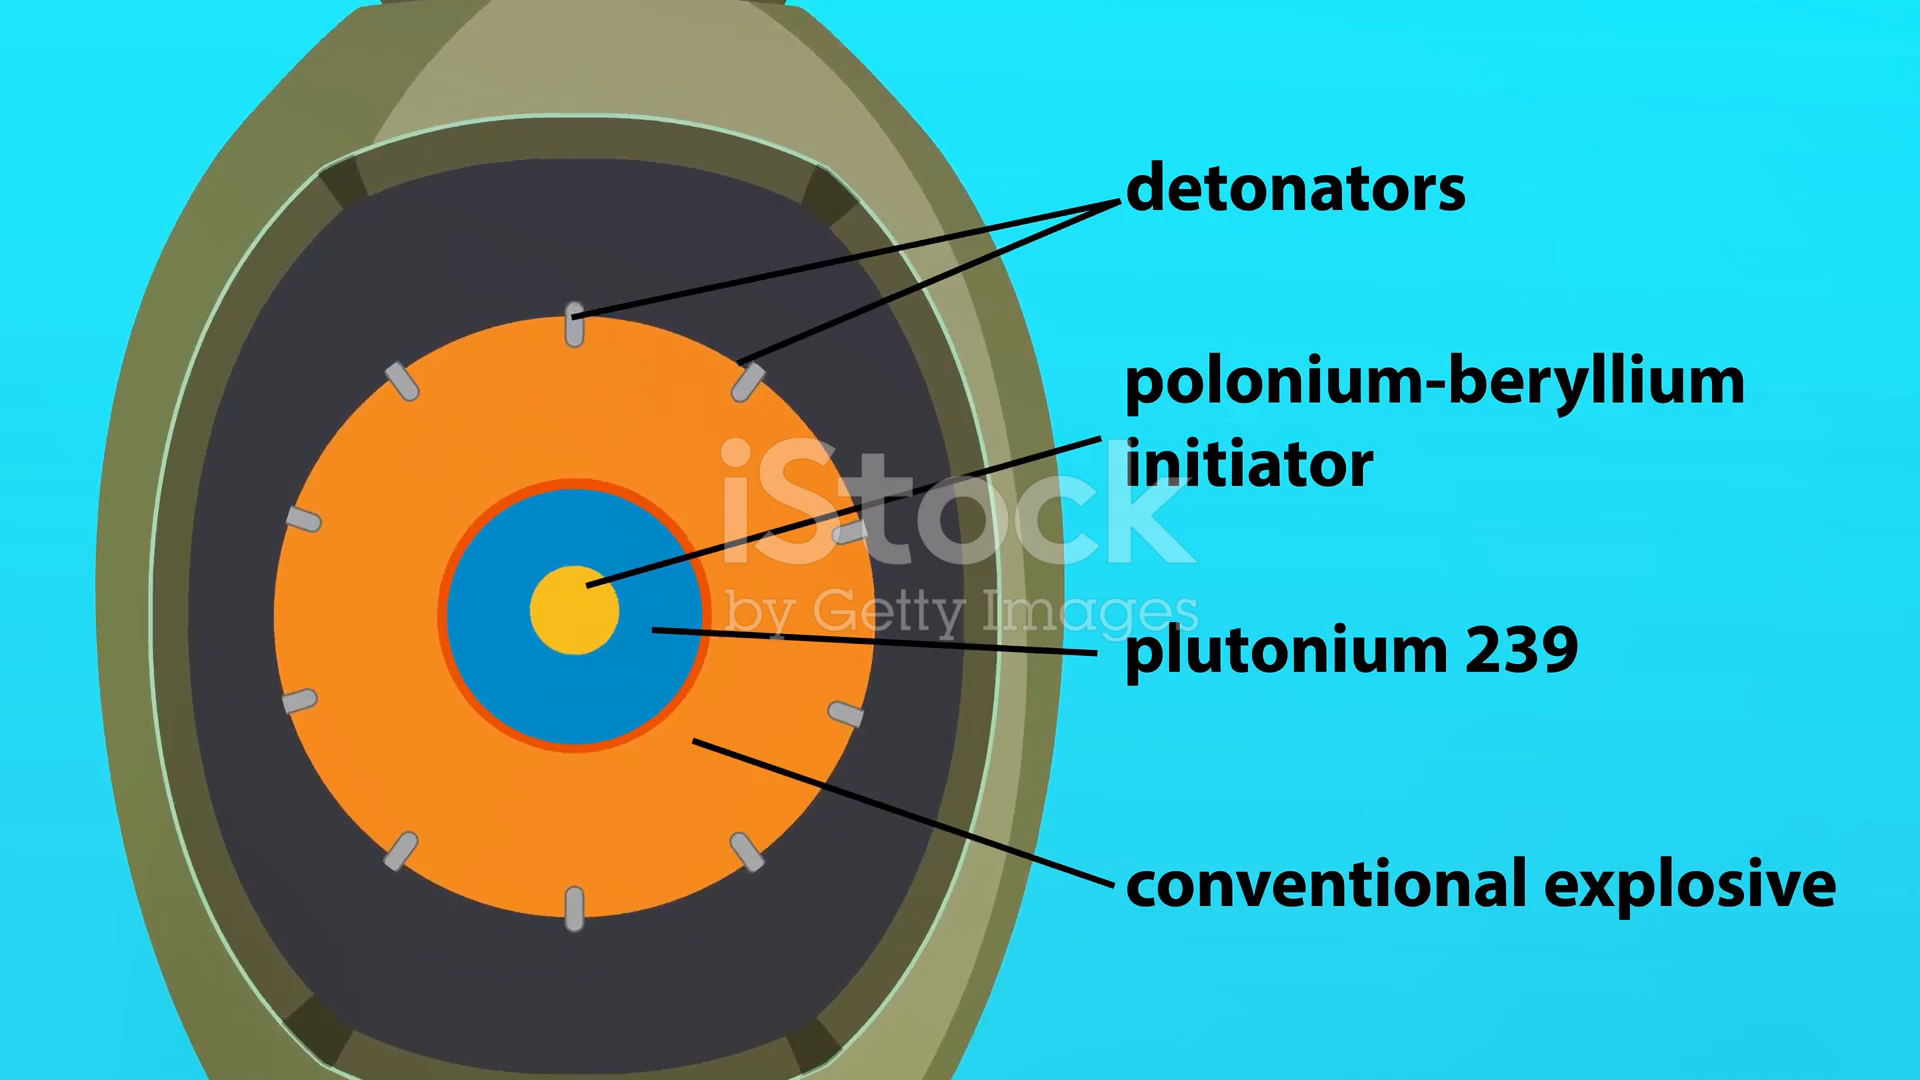 detonators
polonium-beryllium
initiator
iStock
by Getty Images
plutonium 239
conventional explosive